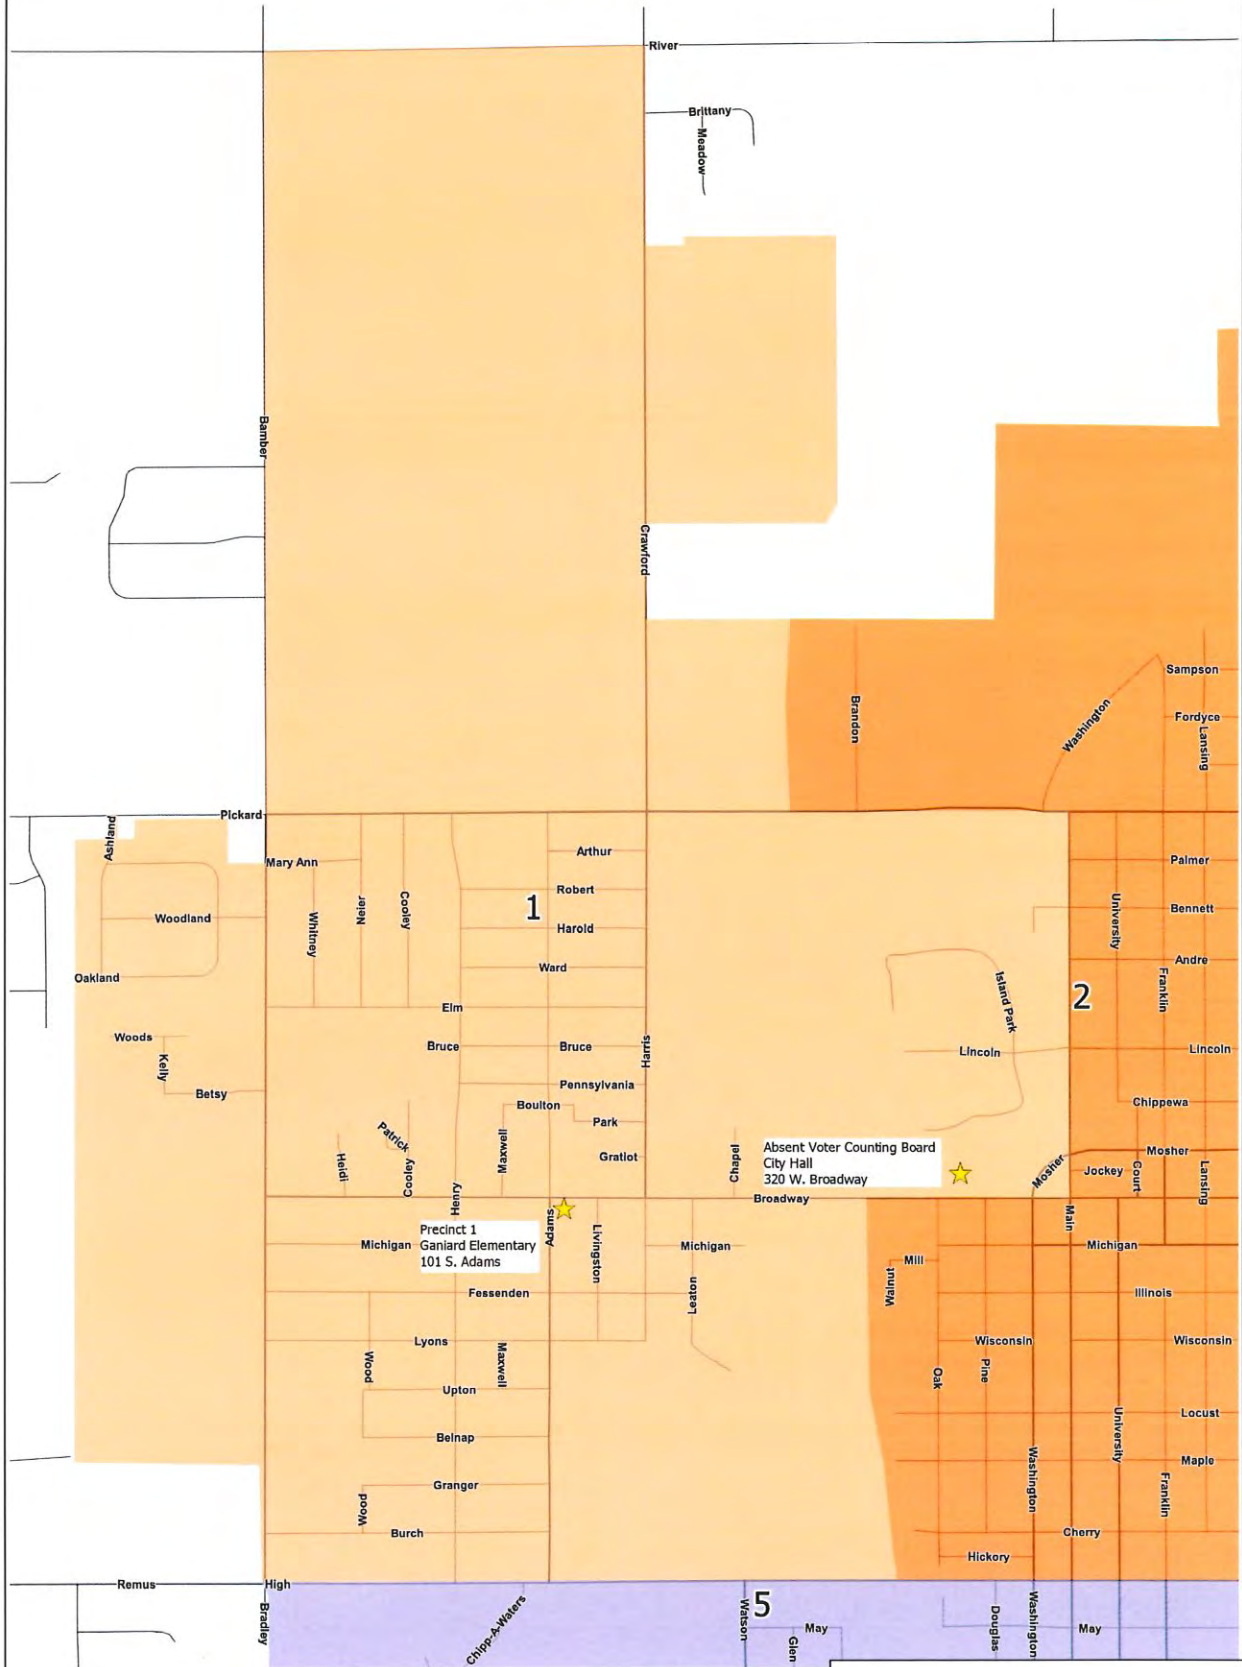 River
Brittany
Meadow
Bamber
Crawford
Sampson
Brandon
Washington
Fordyce
Lansing
Pickard
Ashland
Mary Ann
Arthur
Palmer
Robert
Woodland
Whitney
Neier
Cooley
1
University
Bennett
Harold
Ward
Andre
Oakland
Island Park
Franklin
2
Elm
Woods
Bruce
Bruce
Harris
Lincoln
Lincoln
Kelly
Betsy
Pennsylvania
Boulton
Chippewa
Park
Patrick
Maxwell
Gratiot
Heidi
Cooley
Henry
Chapel
Absent Voter Counting Board
City Hall
320 W. Broadway
Mosher
Mosher
Jockey
Court
Lansing
Broadway
Precinct 1
Ganiard Elementary
101 S. Adams
Adams
Livingston
Main
Michigan
Michigan
Michigan
Mill
Walnut
Leaton
Fessenden
Illinois
Lyons
Wood
Maxwell
Wisconsin
Wisconsin
Oak
Pine
Upton
Locust
University
Belnap
Maple
Washington
Franklin
Granger
Wood
Burch
Cherry
Hickory
Remus
High
Bradley
Chipp-A-Waters
Watson
5
May
Glen
Douglas
Washington
May